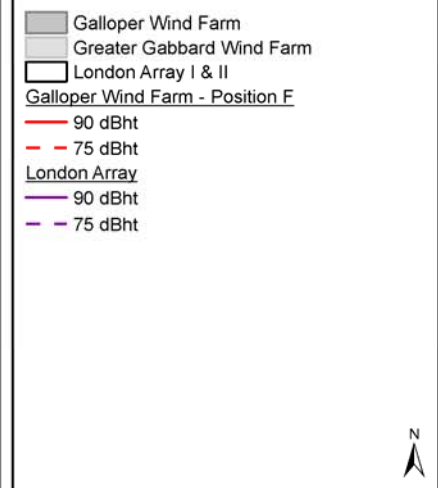 Galloper Wind Farm
Greater Gabbard Wind Farm
London Array I & II
Galloper Wind Farm - Position F
90 dBht
75 dBht
London Array
90 dBht
75 dBht
N